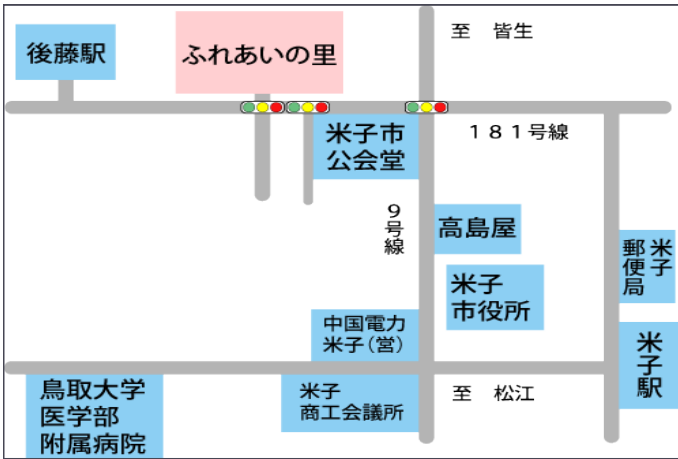 至 皆生
後藤駅
ふれあいの里
181号線
米子市
公会堂
9号線
高島屋
米子
郵便局
米子
市役所
中国電力
米子(営)
米子駅
鳥取大学
医学部
附属病院
米子
商工会議所
至 松江